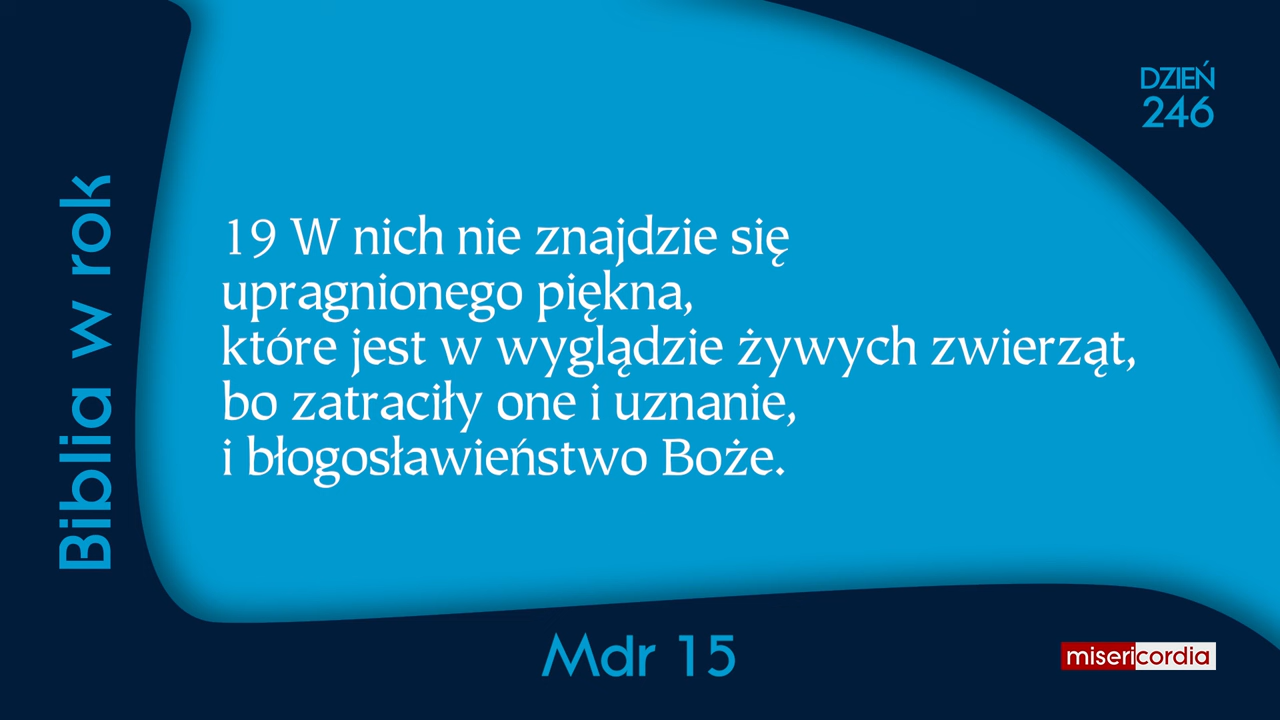 DZIEŃ
246
Biblia w rok
19 W nich nie znajdzie się
upragnionego piękna,
które jest w wyglądzie żywych zwierząt,
bo zatraciły one i uznanie,
i błogosławieństwo Boże.
Mdr 15
misericordia